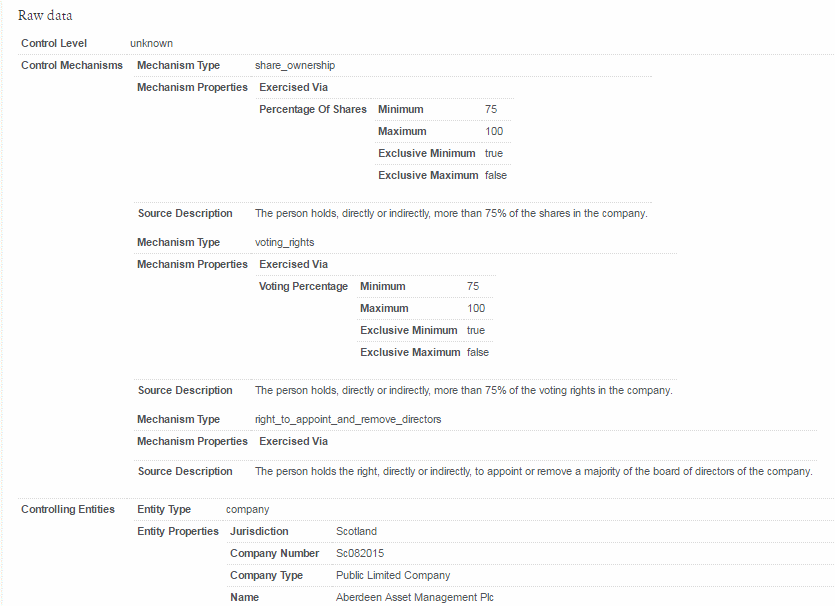 Raw data
Control Level unknown
Control Mechanisms Mechanism Type share_ownership
Mechanism Properties Exercised Via
Percentage Of Shares Minimum 75
Maximum 100
Exclusive Minimum true
Exclusive Maximum false
Source Description The person holds, directly or indirectly, more than 75% of the shares in the company.
Mechanism Type voting_rights
Mechanism Properties Exercised Via
Voting Percentage Minimum 75
Maximum 100
Exclusive Minimum true
Exclusive Maximum false
Source Description The person holds, directly or indirectly, more than 75% of the voting rights in the company.
Mechanism Type right_to_appoint_and_remove_directors
Mechanism Properties Exercised Via
Source Description The person holds the right, directly or indirectly, to appoint or remove a majority of the board of directors of the company.
Controlling Entities Entity Type company
Entity Properties Jurisdiction Scotland
Company Number Sc082015
Company Type Public Limited Company
Name Aberdeen Asset Management Plc